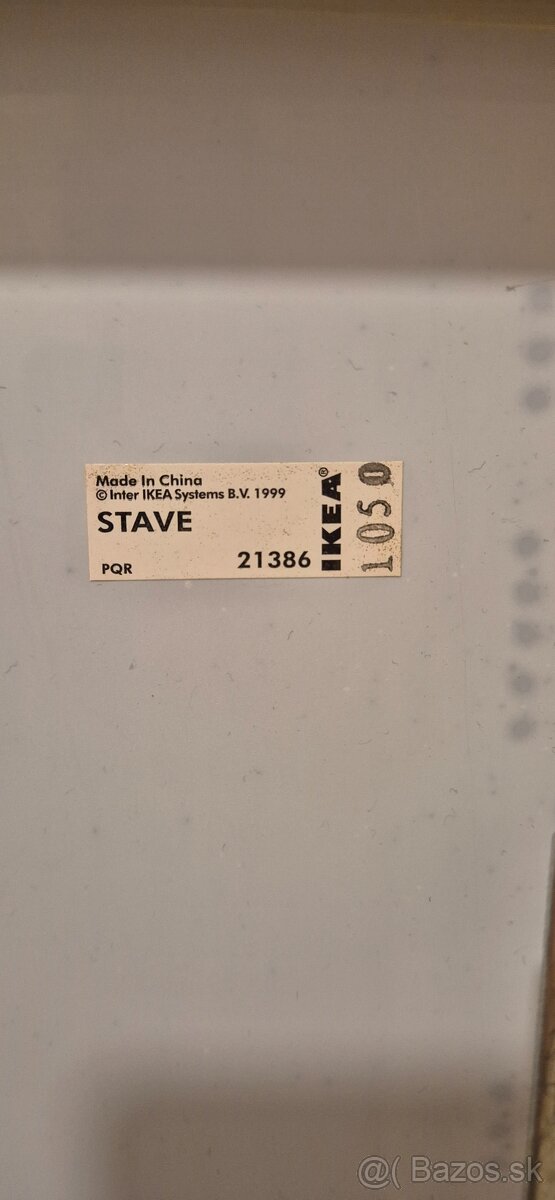 Made In China
© Inter IKEA Systems B.V. 1999
STAVE
PQR
21386
IKEA®
1050
@( Bazos.sk